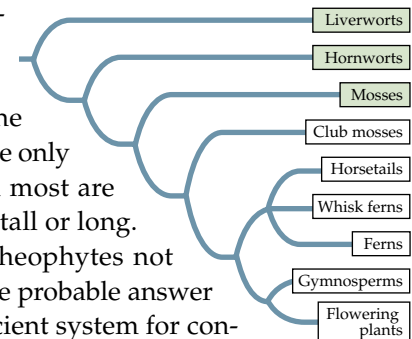 -
ne
e only
most are
tall or long.
heophytes not
e probable answer
cient system for con-
Liverworts
Hornworts
Mosses
Club mosses
Horsetails
Whisk ferns
Ferns
Gymnosperms
Flowering
plants